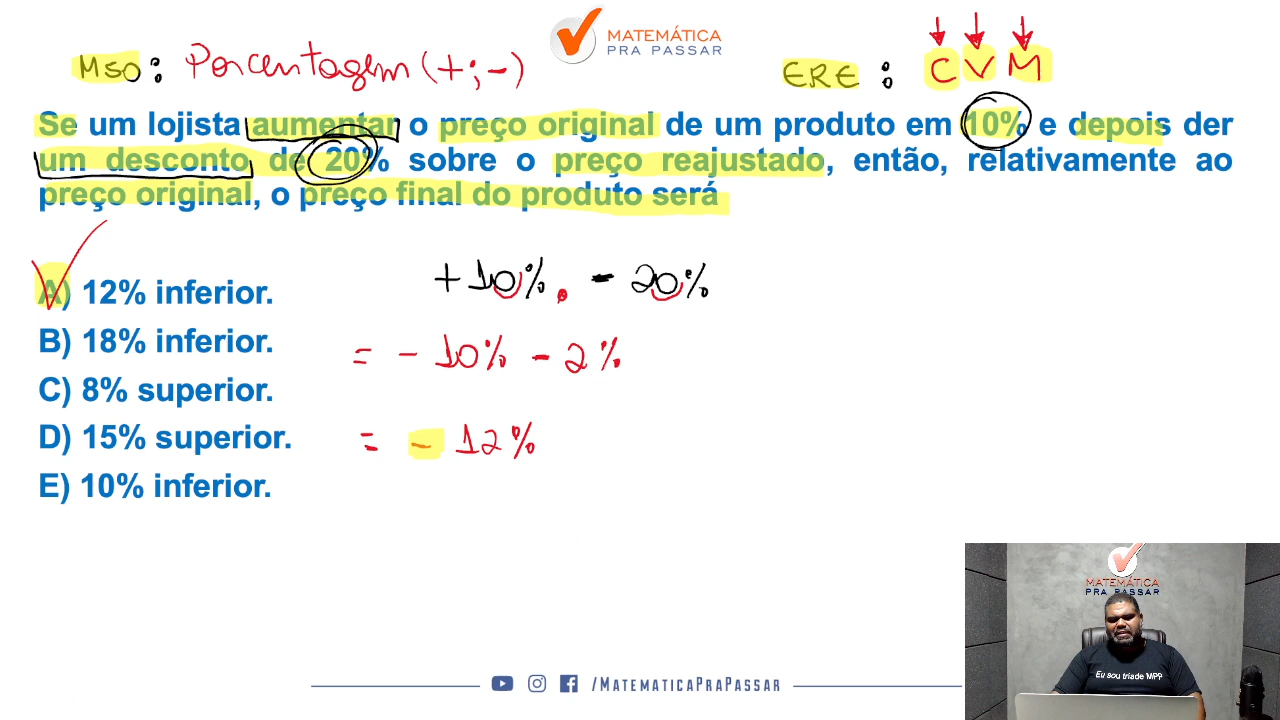 MATEMÁTICA
PRA PASSAR
MSO: Porcentagem (+;-)
ERE : C V M
Se um lojista aumentar o preço original de um produto em 10% e depois der
um desconto de 20% sobre o preço reajustado, então, relativamente ao
preço original, o preço final do produto será
A) 12% inferior.
B) 18% inferior.
C) 8% superior.
D) 15% superior.
E) 10% inferior.
+10% . - 20%
= - 10% - 2%
= - 12%
MATEMÁTICA
PRA PASSAR
Eu sou tríade MPP
/MATEMATICAPRAPASSAR